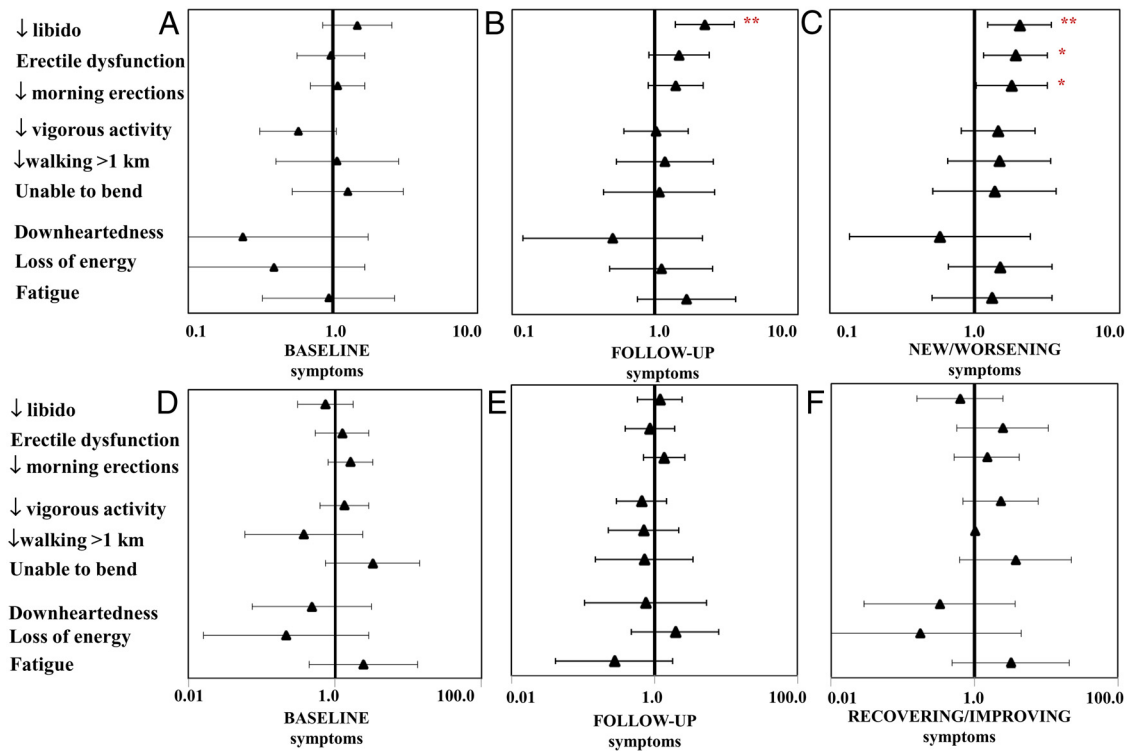 A B C
↓ libido **  **
Erectile dysfunction *
↓ morning erections *
↓ vigorous activity
↓walking >1 km
Unable to bend
Downheartedness
Loss of energy
Fatigue
0.1 1.0 10.0 0.1 1.0 10.0 0.1 1.0 10.0
BASELINE FOLLOW-UP NEW/WORSENING
symptoms symptoms symptoms
D E F
↓ libido
Erectile dysfunction
↓ morning erections
↓ vigorous activity
↓walking >1 km
Unable to bend
Downheartedness
Loss of energy
Fatigue
0.01 1.0 100.0 0.01 1.0 100.0 0.01 1.0 100.0
BASELINE FOLLOW-UP RECOVERING/IMPROVING
symptoms symptoms symptoms